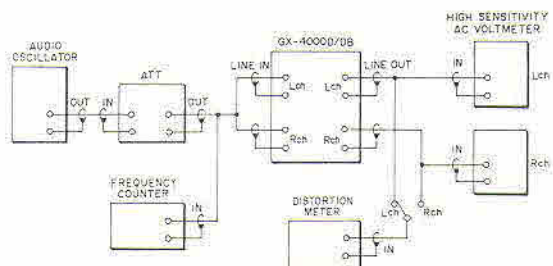 HIGH SENSITIVITY
AC VOLTMETER
GX-4000D/DB
AUDIO
OSCILLATOR
ATT
LINE IN
LINE OUT
IN
Lch
Lch
Lch
OUT
IN
OUT
Rch
Rch
IN
Rch
FREQUENCY
COUNTER
IN
DISTORTION
METER
Lch
Rch
IN